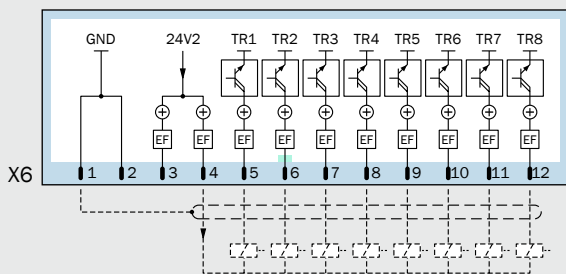 GND 24V2 TR1 TR2 TR3 TR4 TR5 TR6 TR7 TR8
EF EF EF EF EF EF EF EF EF EF
X6 1 2 3 4 5 6 7 8 9 10 11 12